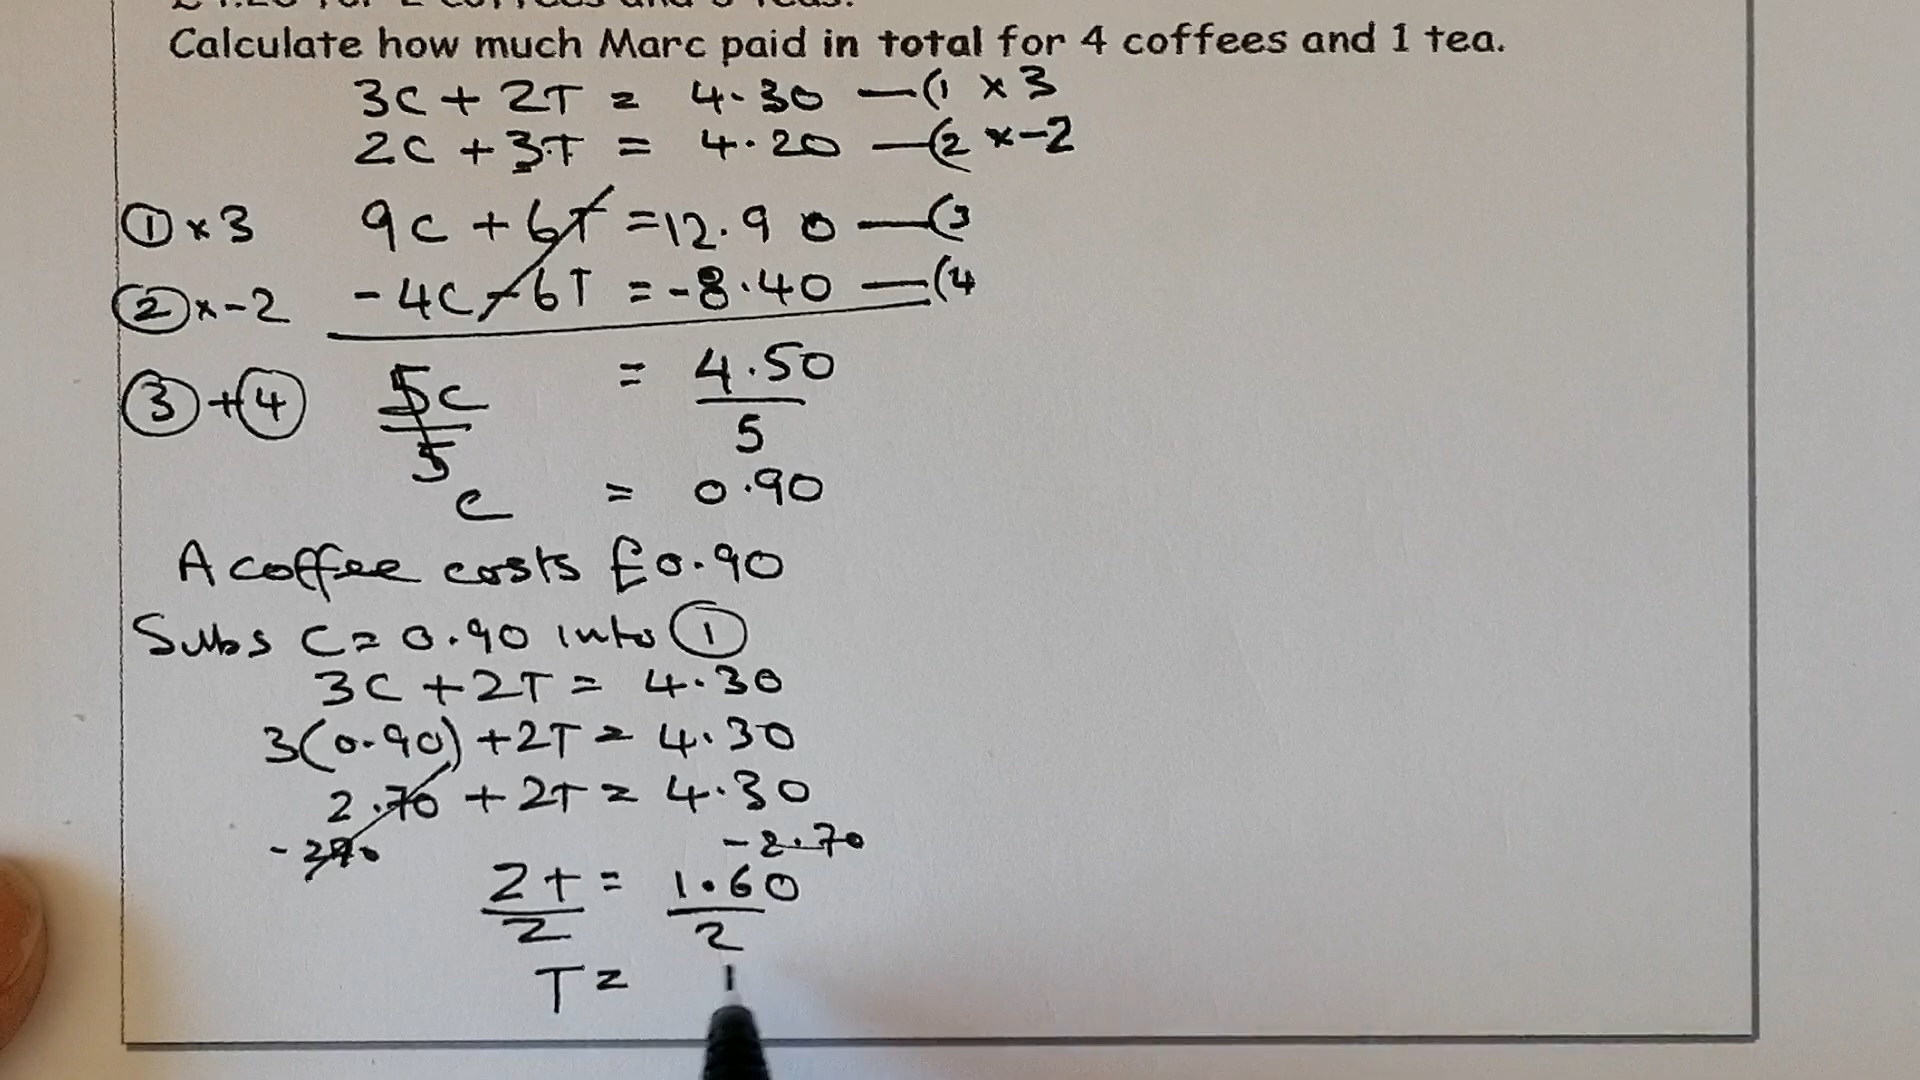 Calculate how much Marc paid in total for 4 coffees and 1 tea.
3C + 2T = 4.30 —(1 × 3
2C + 3T = 4.20 —(2 × -2
① × 3 9C + 6T = 12.90 —(3
② × -2 -4C - 6T = -8.40 —(4
③ + ④ 5C/5 = 4.50/5
C = 0.90
A coffee costs £0.90
Subs C = 0.90 into ①
3C + 2T = 4.30
3(0.90) + 2T = 4.30
2.70 + 2T = 4.30
-2.70
2T/2 = 1.60/2
T =